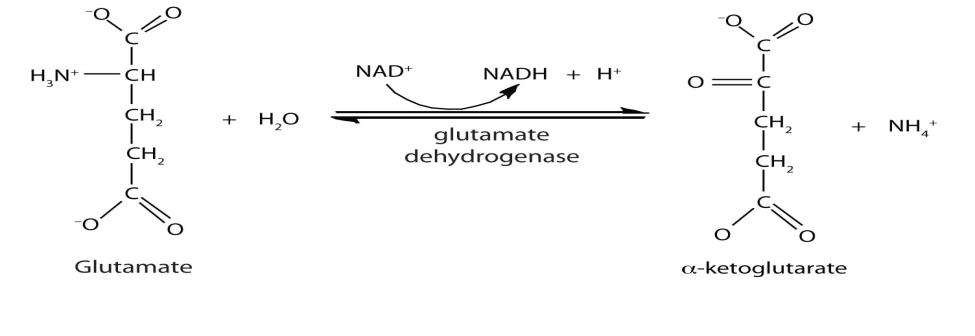 ⁻O O
C
H₃N⁺ CH
CH₂
CH₂
C
⁻O O
Glutamate
+ H₂O
NAD⁺ NADH + H⁺
glutamate
dehydrogenase
⁻O O
C
O C
CH₂
CH₂
C
O O
α-ketoglutarate
+ NH₄⁺